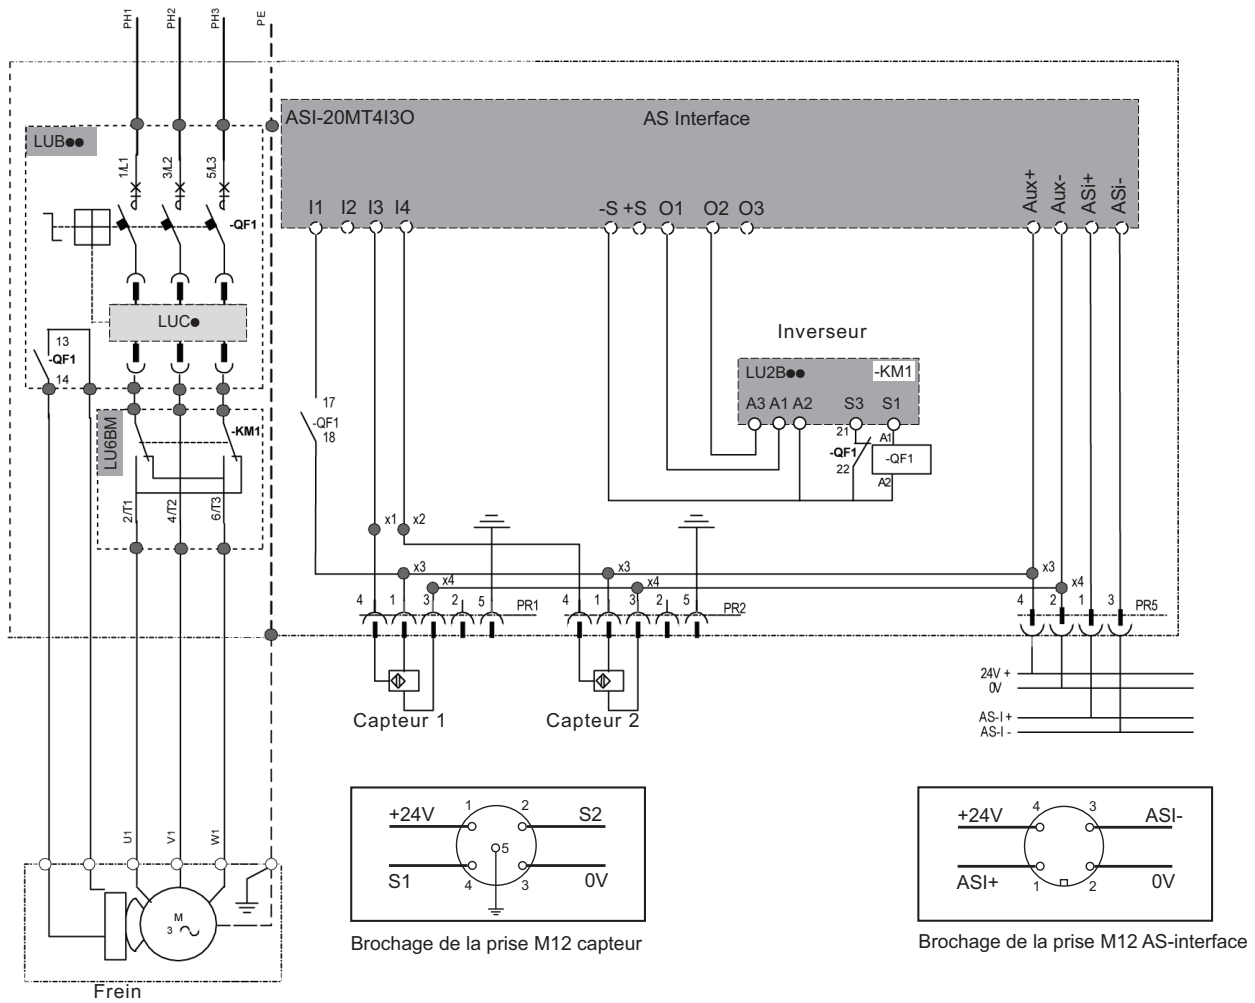 PH1 PH2 PH3 PE
ASI-20MT4I3O AS Interface
LUB●●
1/L1 3/L2 5/L3
I1 I2 I3 I4 -S +S O1 O2 O3 Aux+ Aux- ASi+ ASi-
-QF1
LUC●
13
-QF1
14
Inverseur
LU2B●● -KM1
A3 A1 A2 S3 S1
17
-QF1
18
21 A1
-QF1 -QF1
22 A2
LU6BM
-KM1
2/T1 4/T2 6/T3
x1 x2
x3 x3 x3
x4 x4 x4
4 1 3 2 5 PR1
4 1 3 2 5 PR2
4 2 1 3 PR5
24V +
0V
AS-I +
AS-I -
Capteur 1 Capteur 2
U1 V1 W1
M
3
Frein
+24V 1 2 S2
5
S1 4 3 0V
Brochage de la prise M12 capteur
+24V 4 3 ASI-
ASI+ 1 2 0V
Brochage de la prise M12 AS-interface